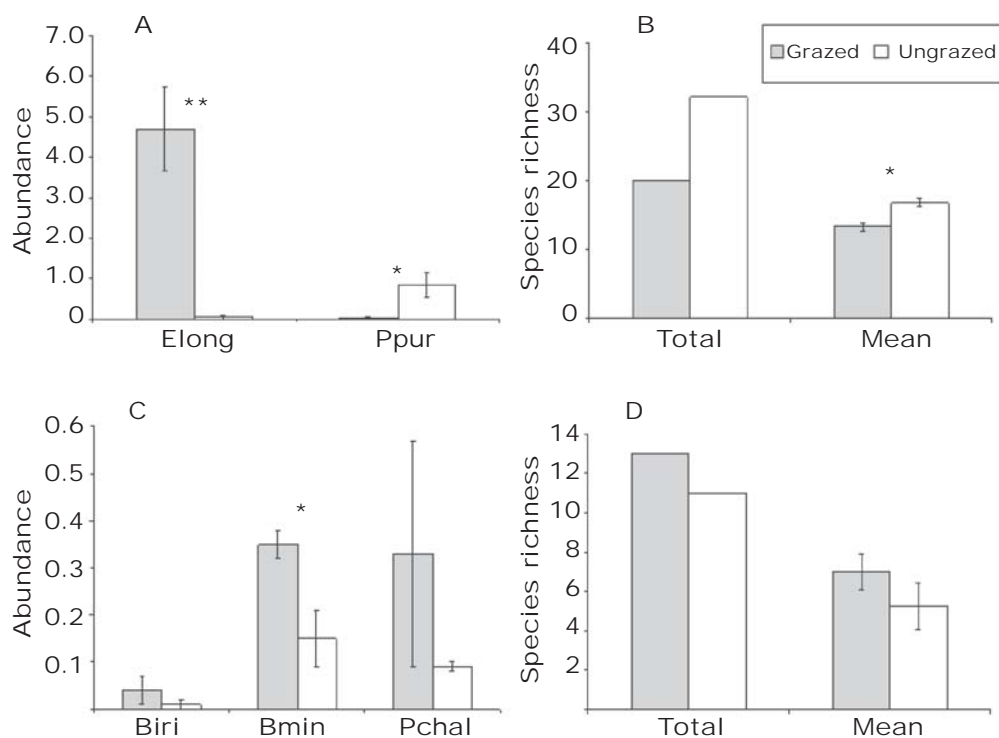 A
Abundance
7.0
6.0
5.0
4.0
3.0
2.0
1.0
0
**
*
Elong Ppur
B
Grazed Ungrazed
Species richness
40
30
20
10
0
*
Total Mean
C
Abundance
0.6
0.5
0.4
0.3
0.2
0.1
*
Biri Bmin Pchal
D
Species richness
14
12
10
8
6
4
2
Total Mean